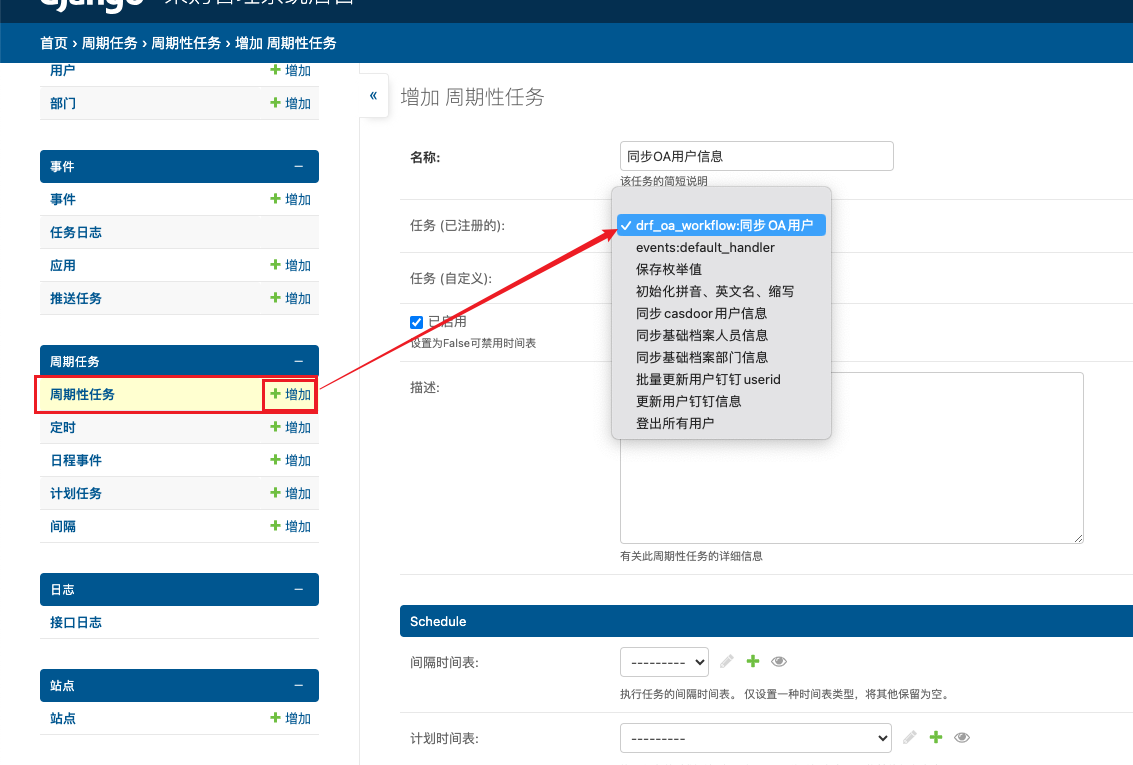 django 采购管理系统后台
首页 › 周期任务 › 周期性任务 › 增加 周期性任务
用户 + 增加
部门 + 增加
事件 −
事件 + 增加
任务日志
应用 + 增加
推送任务 + 增加
周期任务 −
周期性任务 + 增加
定时 + 增加
日程事件 + 增加
计划任务 + 增加
间隔 + 增加
日志 −
接口日志
站点 −
站点 + 增加
«
增加 周期性任务
名称: 同步OA用户信息
该任务的简短说明
任务 (已注册的):
✓ drf_oa_workflow:同步 OA 用户
events:default_handler
保存枚举值
初始化拼音、英文名、缩写
同步 casdoor 用户信息
同步基础档案人员信息
同步基础档案部门信息
批量更新用户钉钉 userid
更新用户钉钉信息
登出所有用户
任务 (自定义):
已启用
设置为False可禁用时间表
描述:
有关此周期性任务的详细信息
Schedule
间隔时间表: ---------
执行任务的间隔时间表。 仅设置一种时间表类型，将其他保留为空。
计划时间表: ---------